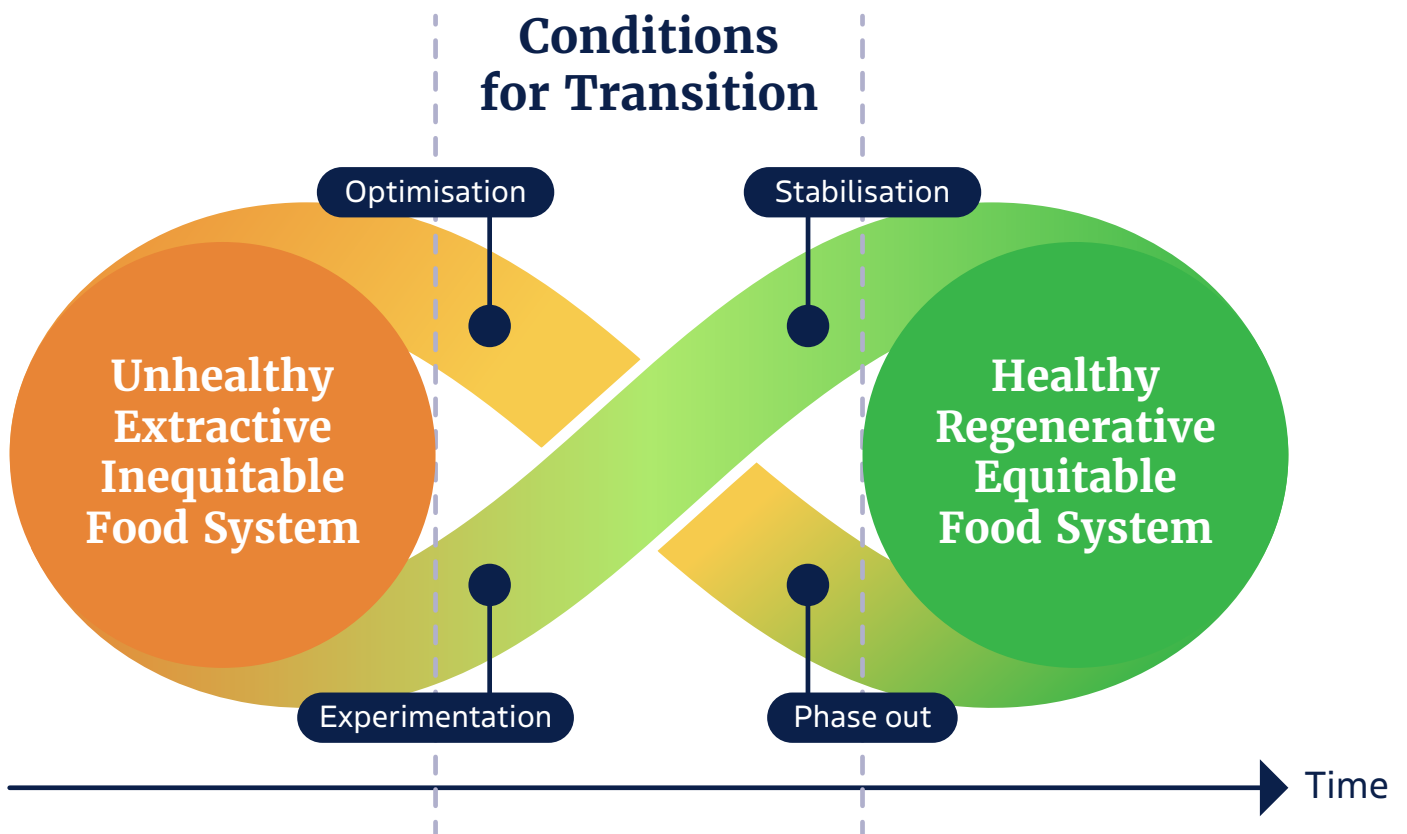 Conditions
for Transition
Optimisation
Stabilisation
Unhealthy
Extractive
Inequitable
Food System
Healthy
Regenerative
Equitable
Food System
Experimentation
Phase out
Time